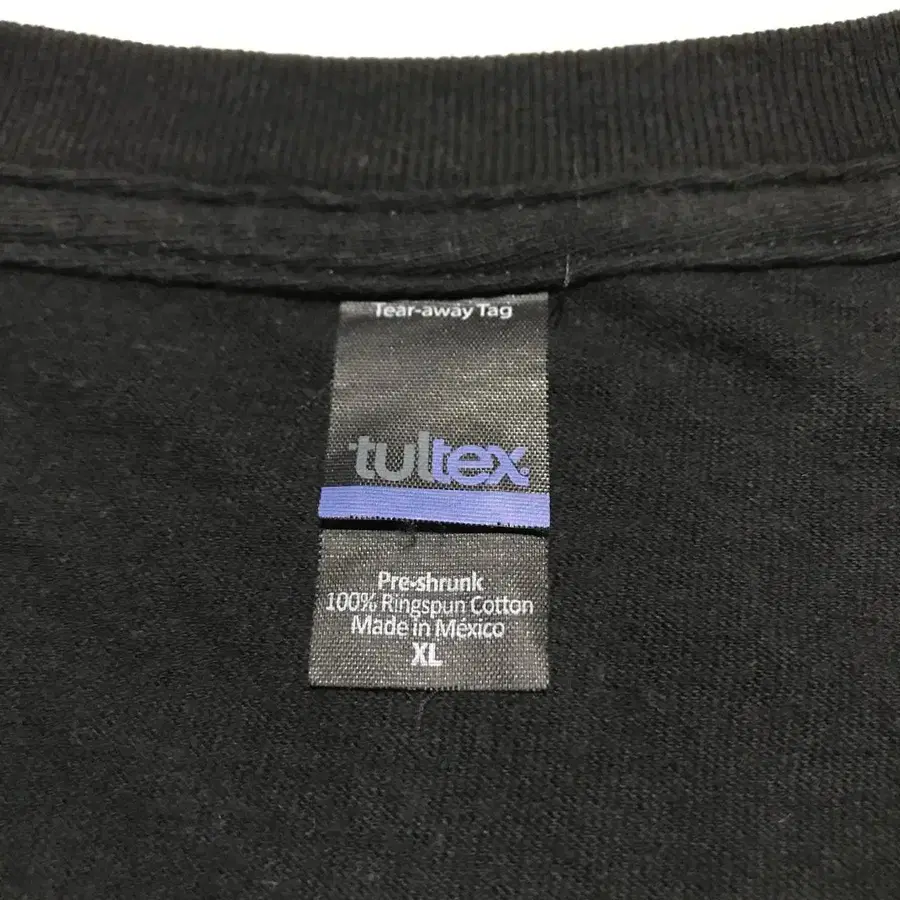 Tear-away Tag
tultex
Pre-shrunk
100% Ringspun Cotton
Made in México
XL